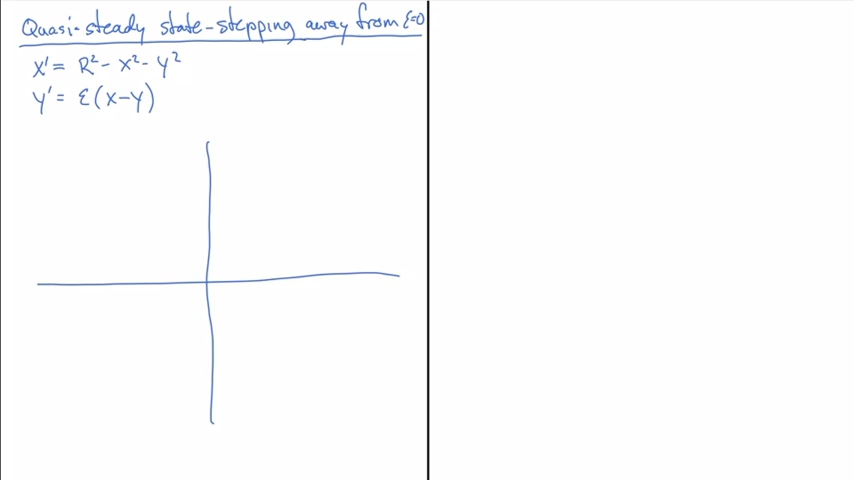 Quasi-steady state-stepping away from ε=0
x' = R² - x² - y²
y' = ε(x-y)